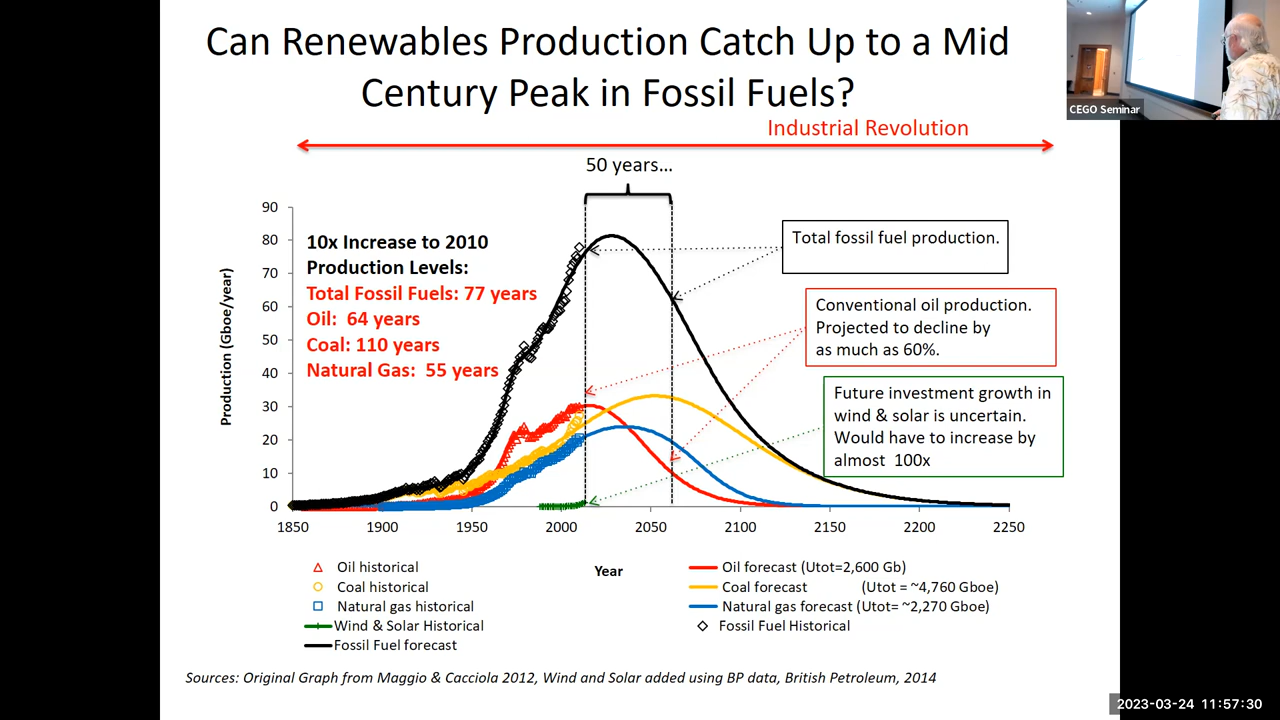 Can Renewables Production Catch Up to a Mid
Century Peak in Fossil Fuels?
CEGO Seminar
Industrial Revolution
50 years...
90
80
70
60
50
40
30
20
10
0
Production (Gboe/year)
10x Increase to 2010
Production Levels:
Total Fossil Fuels: 77 years
Oil: 64 years
Coal: 110 years
Natural Gas: 55 years
Total fossil fuel production.
Conventional oil production.
Projected to decline by
as much as 60%.
Future investment growth in
wind & solar is uncertain.
Would have to increase by
almost 100x
1850 1900 1950 2000 2050 2100 2150 2200 2250
Year
Oil historical
Coal historical
Natural gas historical
Wind & Solar Historical
Fossil Fuel forecast
Oil forecast (Utot=2,600 Gb)
Coal forecast (Utot = ~4,760 Gboe)
Natural gas forecast (Utot= ~2,270 Gboe)
Fossil Fuel Historical
Sources: Original Graph from Maggio & Cacciola 2012, Wind and Solar added using BP data, British Petroleum, 2014
2023-03-24 11:57:30